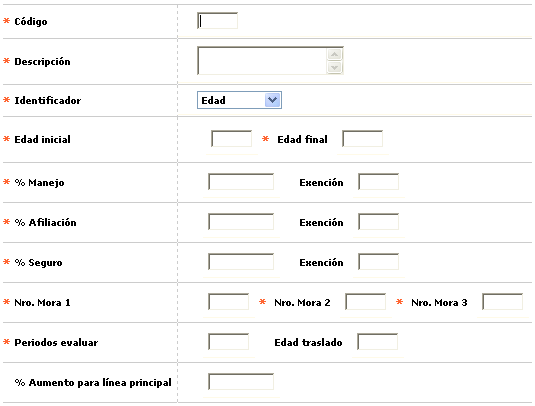 * Código
* Descripción
* Identificador Edad
* Edad inicial * Edad final
* % Manejo Exención
* % Afiliación Exención
* % Seguro Exención
* Nro. Mora 1 * Nro. Mora 2 * Nro. Mora 3
* Periodos evaluar Edad traslado
% Aumento para línea principal